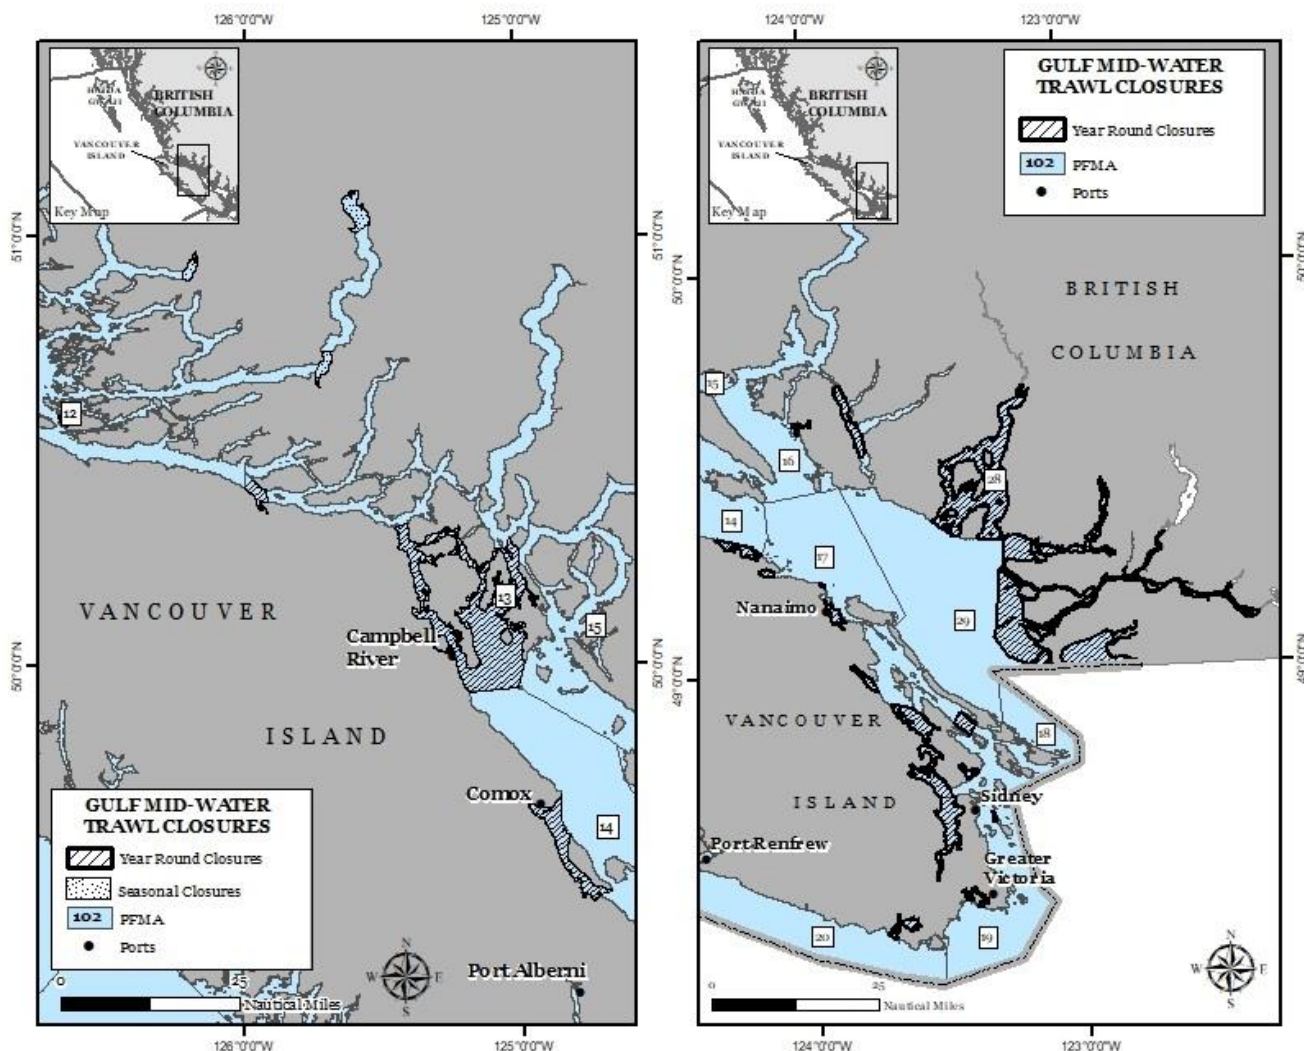 126°0'0"W
125°0'0"W
51°0'0"N
50°0'0"N
BRITISH
COLUMBIA
VANCOUVER
ISLAND
Key Map
12
13
15
Campbell
River
VANCOUVER
ISLAND
Comox
14
Port Alberni
GULF MID-WATER
TRAWL CLOSURES
Year Round Closures
Seasonal Closures
102 PFMA
Ports
N
W E
S
0 25
Nautical Miles
51°0'0"N
50°0'0"N
126°0'0"W
125°0'0"W
124°0'0"W
123°0'0"W
50°0'0"N
49°0'0"N
BRITISH
COLUMBIA
VANCOUVER
ISLAND
Key Map
GULF MID-WATER
TRAWL CLOSURES
Year Round Closures
102 PFMA
Ports
BRITISH
COLUMBIA
15
16
28
14
17
Nanaimo
29
VANCOUVER
18
ISLAND
Sidney
Port Renfrew
Greater
Victoria
20
19
N
W E
S
0 25
Nautical Miles
50°0'0"N
49°0'0"N
124°0'0"W
123°0'0"W